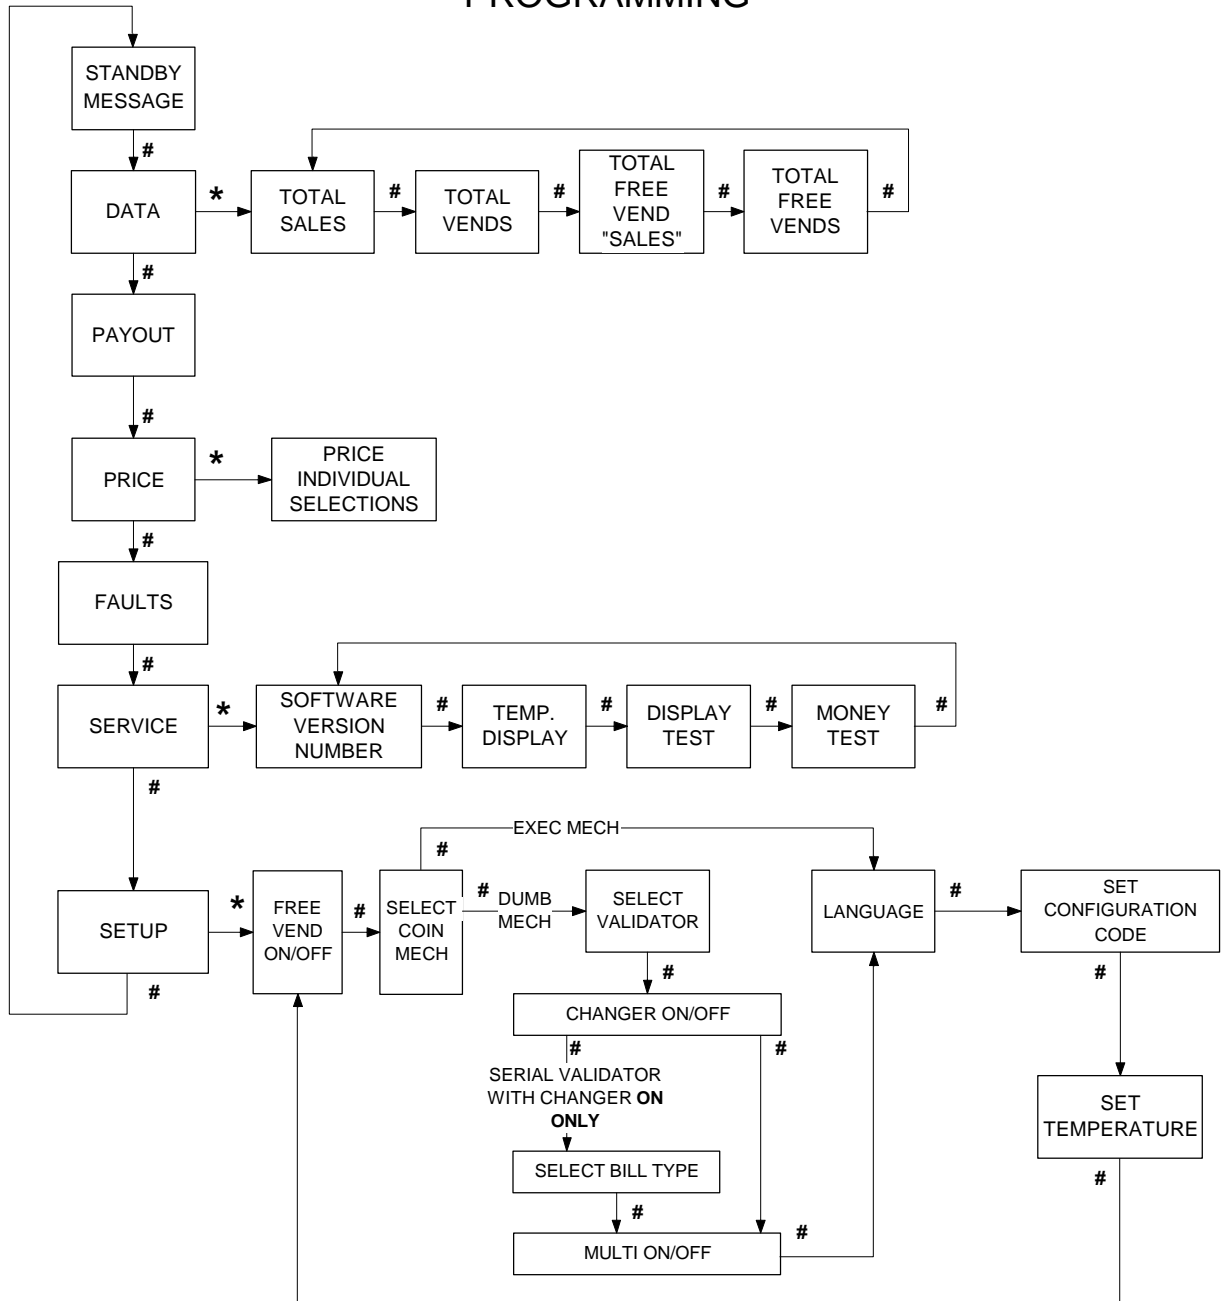 PROGRAMMING
STANDBY
MESSAGE
#
DATA
*
TOTAL
SALES
#
TOTAL
VENDS
#
TOTAL
FREE
VEND
"SALES"
#
TOTAL
FREE
VENDS
#
#
PAYOUT
#
PRICE
*
PRICE
INDIVIDUAL
SELECTIONS
#
FAULTS
#
SERVICE
*
SOFTWARE
VERSION
NUMBER
#
TEMP.
DISPLAY
#
DISPLAY
TEST
#
MONEY
TEST
#
#
SETUP
#
*
FREE
VEND
ON/OFF
#
SELECT
COIN
MECH
#
EXEC MECH
#
DUMB
MECH
SELECT
VALIDATOR
#
CHANGER ON/OFF
#
#
SERIAL VALIDATOR
WITH CHANGER ON
ONLY
SELECT BILL TYPE
#
MULTI ON/OFF
#
LANGUAGE
#
SET
CONFIGURATION
CODE
#
SET
TEMPERATURE
#